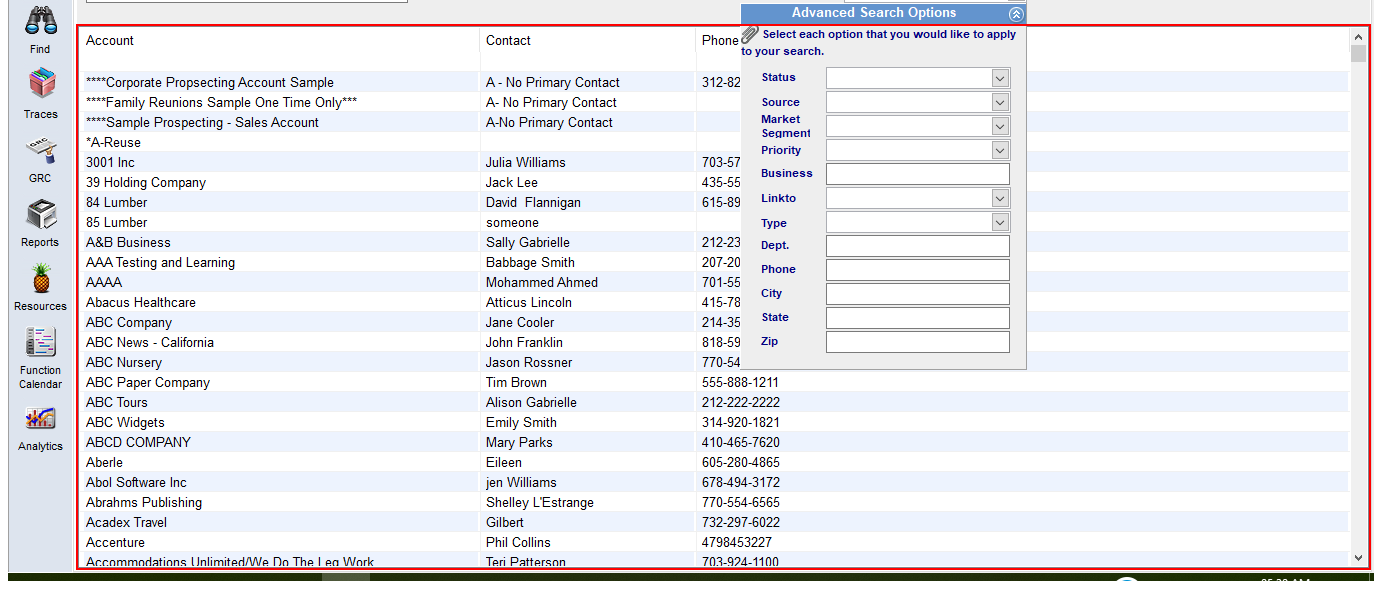 Advanced Search Options
Select each option that you would like to apply
to your search.
Status
Source
Market
Segment
Priority
Business
Linkto
Type
Dept.
Phone
City
State
Zip
Find
Traces
GRC
Reports
Resources
Function
Calendar
Analytics
Account Contact Phone
****Corporate Propsecting Account Sample A - No Primary Contact 312-82
****Family Reunions Sample One Time Only*** A- No Primary Contact
****Sample Prospecting - Sales Account A-No Primary Contact
*A-Reuse
3001 Inc Julia Williams 703-57
39 Holding Company Jack Lee 435-55
84 Lumber David  Flannigan 615-89
85 Lumber someone
A&B Business Sally Gabrielle 212-23
AAA Testing and Learning Babbage Smith 207-20
AAAA Mohammed Ahmed 701-55
Abacus Healthcare Atticus Lincoln 415-78
ABC Company Jane Cooler 214-35
ABC News - California John Franklin 818-59
ABC Nursery Jason Rossner 770-54
ABC Paper Company Tim Brown 555-888-1211
ABC Tours Alison Gabrielle 212-222-2222
ABC Widgets Emily Smith 314-920-1821
ABCD COMPANY Mary Parks 410-465-7620
Aberle Eileen 605-280-4865
Abol Software Inc jen Williams 678-494-3172
Abrahms Publishing Shelley L'Estrange 770-554-6565
Acadex Travel Gilbert 732-297-6022
Accenture Phil Collins 4798453227
Accommodations Unlimited/We Do The Leg Work Teri Patterson 703-924-1100